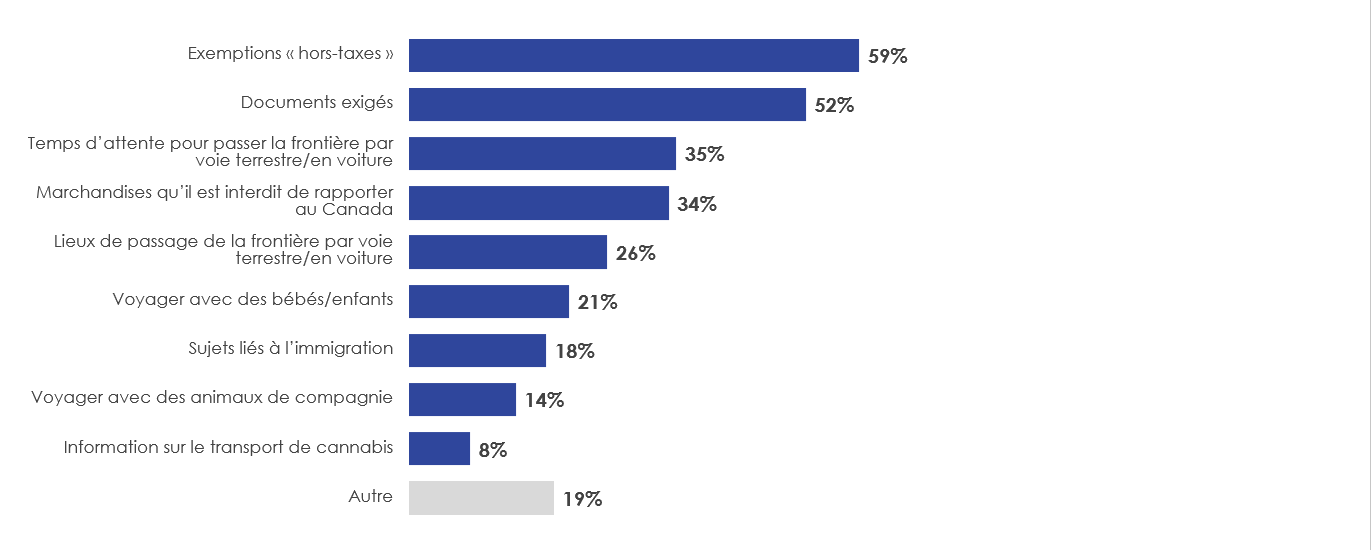 Exemptions « hors-taxes »
59%
Documents exigés
52%
Temps d’attente pour passer la frontière par
voie terrestre/en voiture
35%
Marchandises qu’il est interdit de rapporter
au Canada
34%
Lieux de passage de la frontière par voie
terrestre/en voiture
26%
Voyager avec des bébés/enfants
21%
Sujets liés à l’immigration
18%
Voyager avec des animaux de compagnie
14%
Information sur le transport de cannabis
8%
Autre
19%